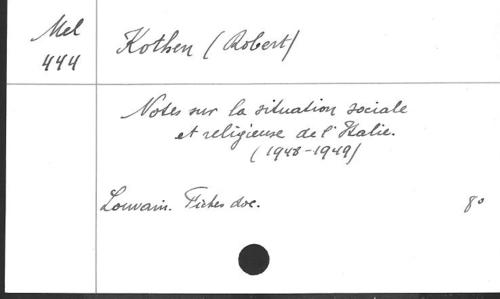 Mel
444
Kothen (Robert)
Notes sur la situation sociale
et religieuse de l'Italie.
(1948-1949)
Louvain. Fiches doc.
8°